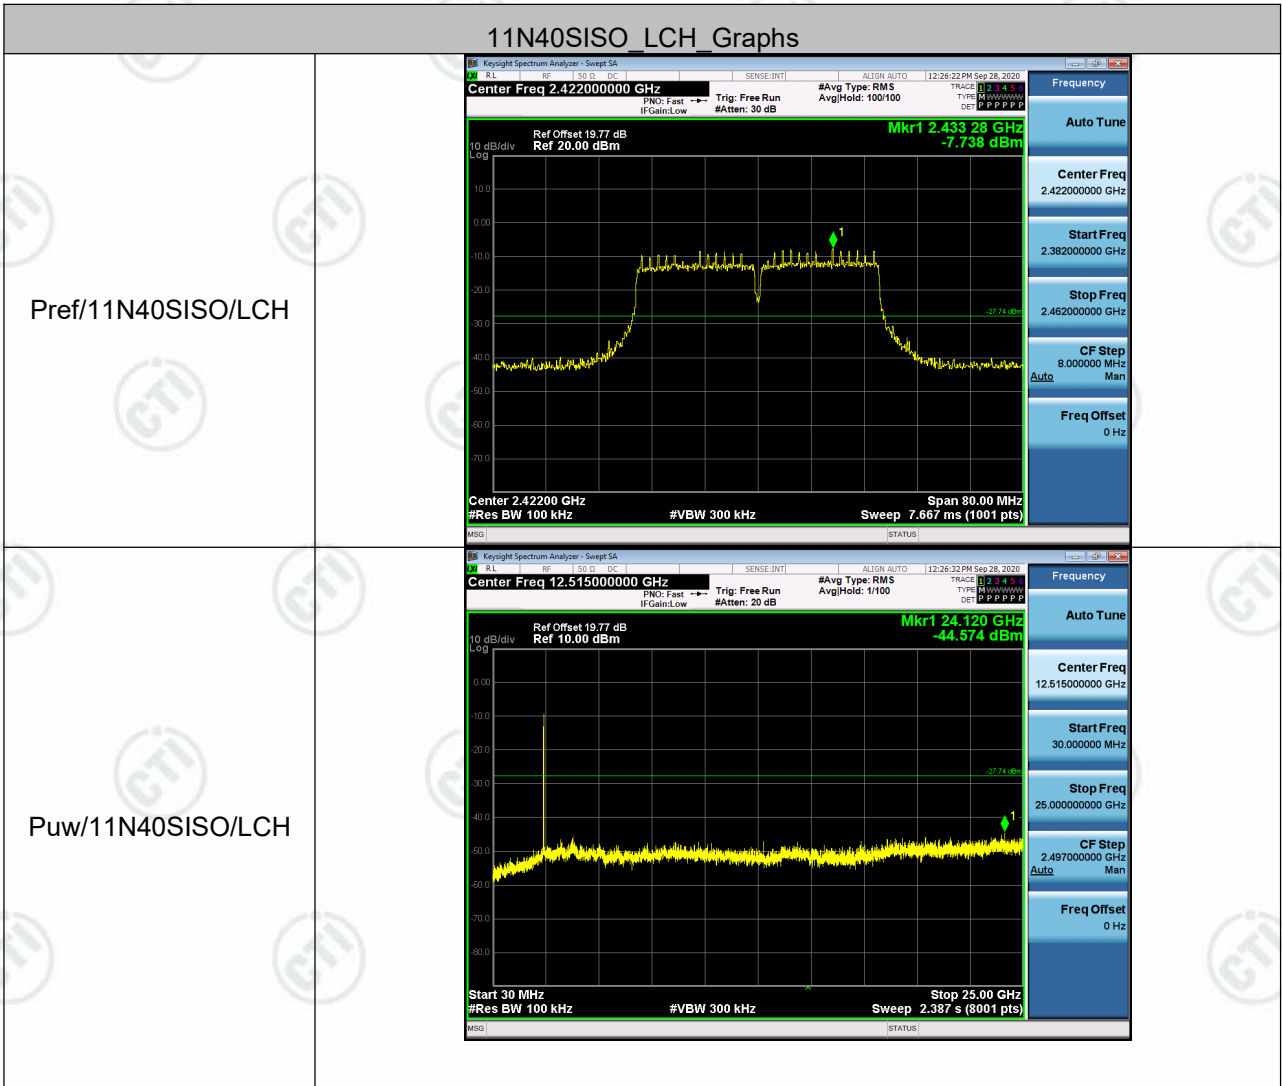 11N40SISO_LCH_Graphs
Pref/11N40SISO/LCH
Keysight Spectrum Analyzer - Swept SA
RL RF 50 Ω DC SENSE:INT ALIGN AUTO 12:26:22 PM Sep 28, 2020
Center Freq 2.422000000 GHz
PNO: Fast
IFGain:Low
Trig: Free Run
#Atten: 30 dB
#Avg Type: RMS
Avg|Hold: 100/100
TRACE 1 2 3 4 5 6
TYPE M WWWWW
DET P P P P P P
Ref Offset 19.77 dB
10 dB/div Ref 20.00 dBm
Log
Mkr1 2.433 28 GHz
-7.738 dBm
1
10.0
0.00
-10.0
-20.0
-27.74 dBm
-30.0
-40.0
-50.0
-60.0
-70.0
Center 2.42200 GHz Span 80.00 MHz
#Res BW 100 kHz #VBW 300 kHz Sweep 7.667 ms (1001 pts)
MSG STATUS
Frequency
Auto Tune
Center Freq
2.422000000 GHz
Start Freq
2.382000000 GHz
Stop Freq
2.462000000 GHz
CF Step
8.000000 MHz
Auto Man
Freq Offset
0 Hz
Puw/11N40SISO/LCH
Keysight Spectrum Analyzer - Swept SA
RL RF 50 Ω DC SENSE:INT ALIGN AUTO 12:26:32 PM Sep 28, 2020
Center Freq 12.515000000 GHz
PNO: Fast
IFGain:Low
Trig: Free Run
#Atten: 20 dB
#Avg Type: RMS
Avg|Hold: 1/100
TRACE 1 2 3 4 5 6
TYPE M WWWWW
DET P P P P P P
Ref Offset 19.77 dB
10 dB/div Ref 10.00 dBm
Log
Mkr1 24.120 GHz
-44.574 dBm
0.00
-10.0
-20.0
-27.74 dBm
-30.0
-40.0
1
-50.0
-60.0
-70.0
-80.0
Start 30 MHz Stop 25.00 GHz
#Res BW 100 kHz #VBW 300 kHz Sweep 2.387 s (8001 pts)
MSG STATUS
Frequency
Auto Tune
Center Freq
12.515000000 GHz
Start Freq
30.000000 MHz
Stop Freq
25.000000000 GHz
CF Step
2.497000000 GHz
Auto Man
Freq Offset
0 Hz
CTI
CTI
CTI
CTI
CTI
CTI
CTI
CTI
CTI
CTI
CTI